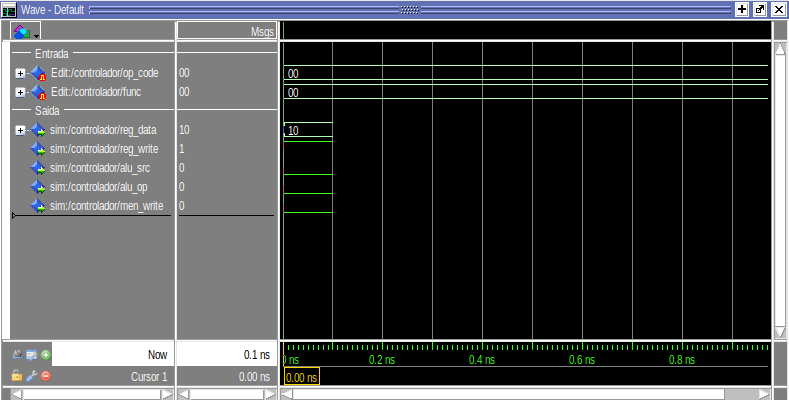 Wave - Default
Msgs
Entrada
Edit:/controlador/op_code 00 00
Edit:/controlador/func 00 00
Saida
sim:/controlador/reg_data 10 10
sim:/controlador/reg_write 1
sim:/controlador/alu_src 0
sim:/controlador/alu_op 0
sim:/controlador/men_write 0
Now 0.1 ns 0 ns 0.2 ns 0.4 ns 0.6 ns 0.8 ns
Cursor 1 0.00 ns 0.00 ns